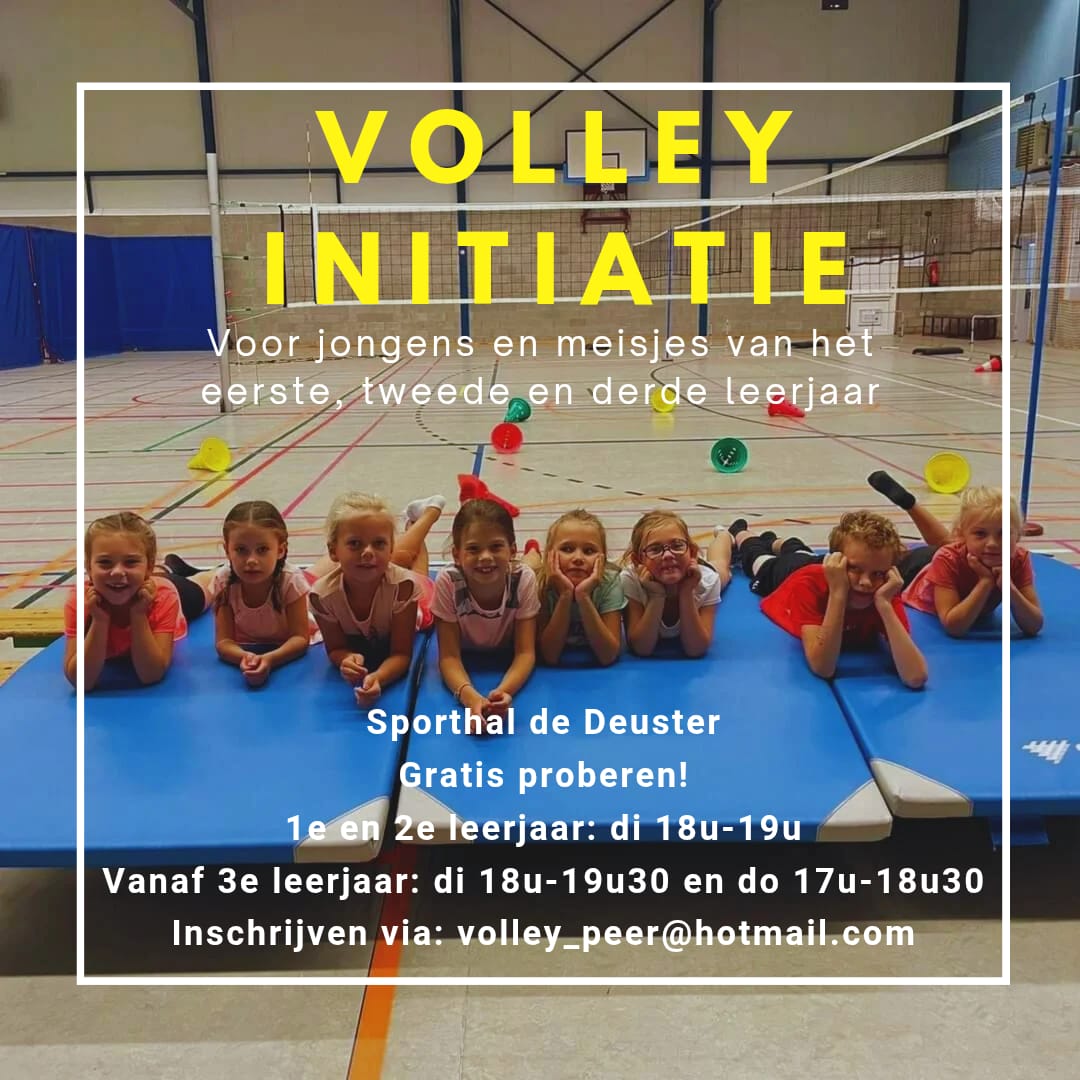 VOLLEY
INITIATIE
Voor jongens en meisjes van het
eerste, tweede en derde leerjaar
Sporthal de Deuster
Gratis proberen!
1e en 2e leerjaar: di 18u-19u
Vanaf 3e leerjaar: di 18u-19u30 en do 17u-18u30
Inschrijven via: volley_peer@hotmail.com